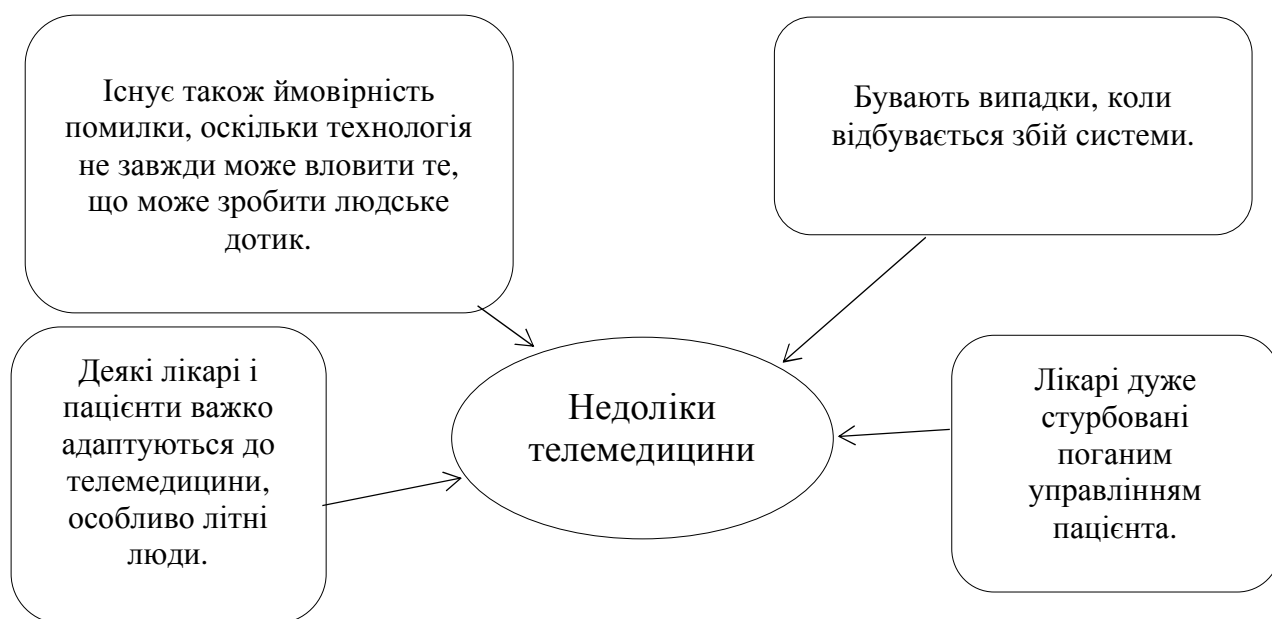 Існує також ймовірність
помилки, оскільки технологія
не завжди може вловити те,
що може зробити людське
дотик.
Бувають випадки, коли
відбувається збій системи.
Деякі лікарі і
пацієнти важко
адаптуються до
телемедицини,
особливо літні
люди.
Недоліки
телемедицини
Лікарі дуже
стурбовані
поганим
управлінням
пацієнта.